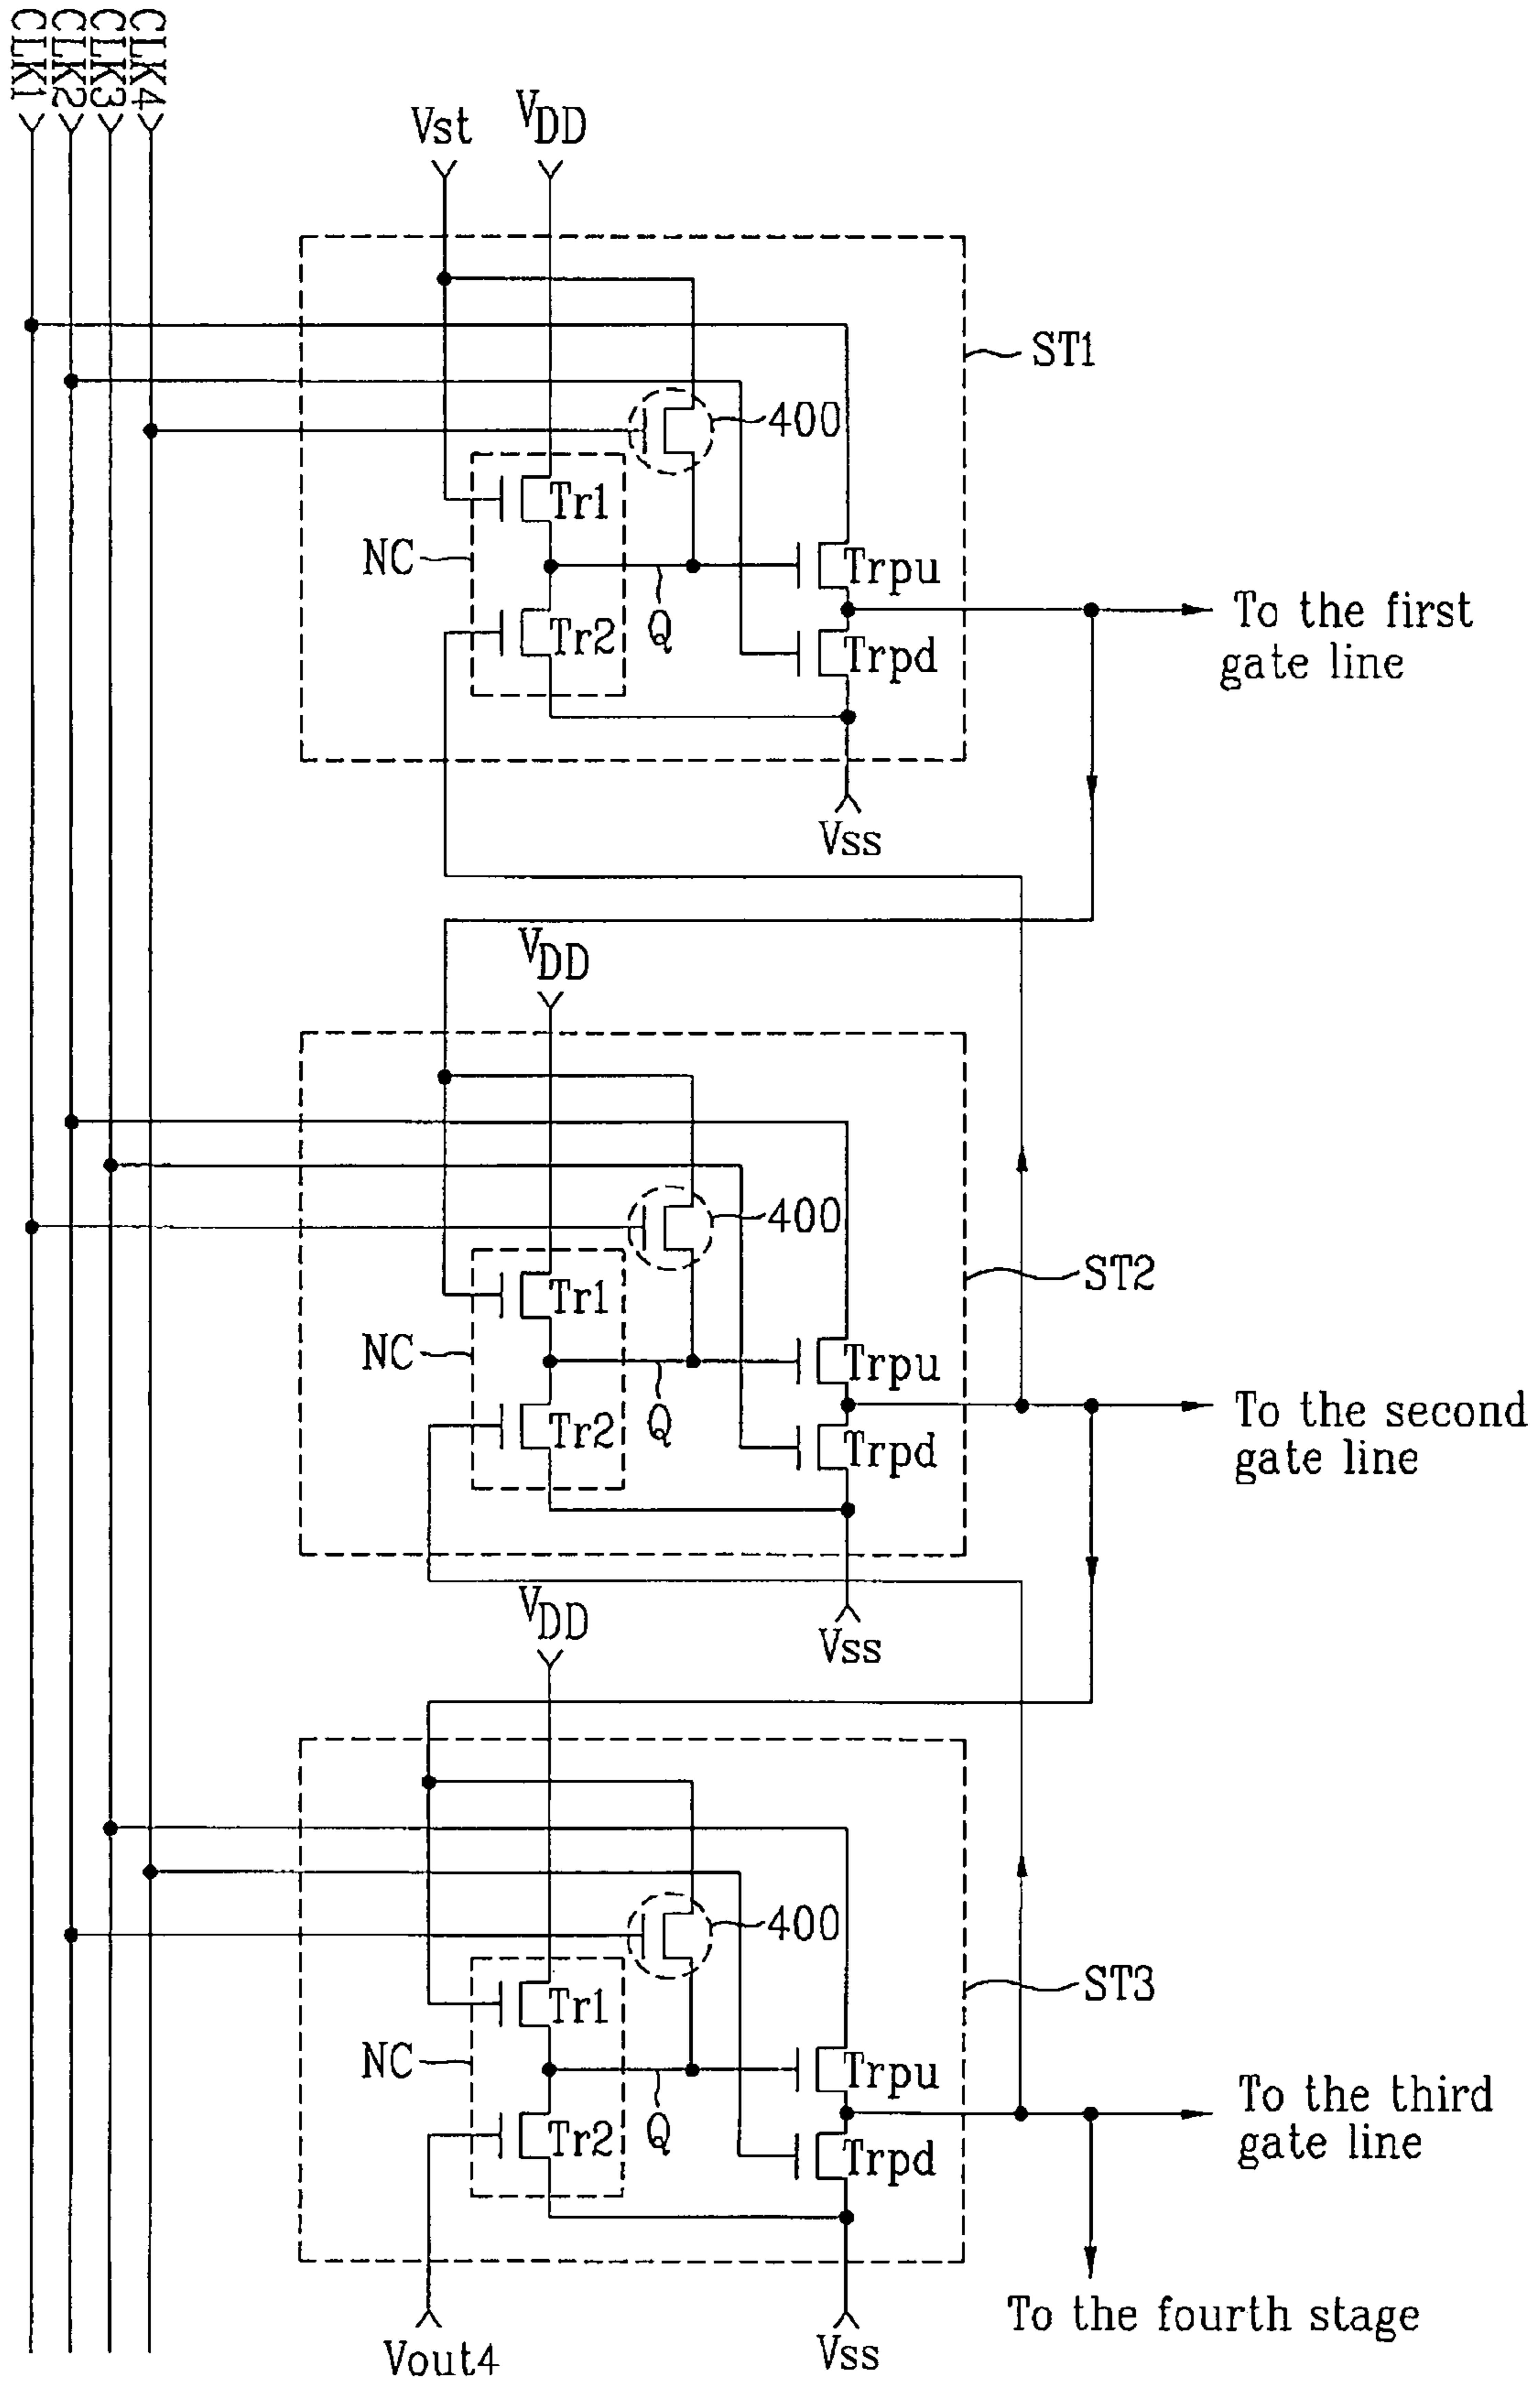 CLK1
CLK2
CLK3
CLK4
Vst
VDD
ST1
400
Tr1
NC
Trpu
Q
Tr2
Trpd
To the first
gate line
Vss
VDD
400
ST2
Tr1
NC
Trpu
Q
Tr2
Trpd
To the second
gate line
VDD
Vss
400
ST3
Tr1
NC
Trpu
Q
Tr2
Trpd
To the third
gate line
To the fourth stage
Vout4
Vss